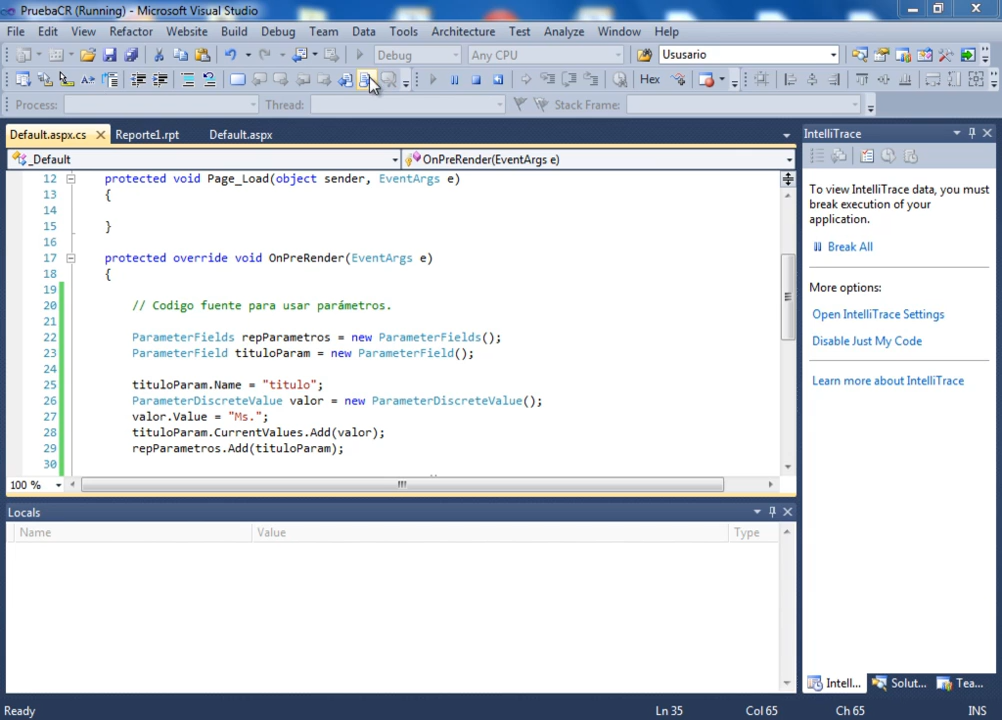 PruebaCR (Running) - Microsoft Visual Studio
File Edit View Refactor Website Build Debug Team Data Tools Architecture Test Analyze Window Help
Debug Any CPU Ususario
Hex
Process: Thread: Stack Frame:
Default.aspx.cs Reporte1.rpt Default.aspx
_Default OnPreRender(EventArgs e)
12 protected void Page_Load(object sender, EventArgs e)
13 {
14
15 }
16
17 protected override void OnPreRender(EventArgs e)
18 {
19
20 // Codigo fuente para usar parámetros.
21
22 ParameterFields repParametros = new ParameterFields();
23 ParameterField tituloParam = new ParameterField();
24
25 tituloParam.Name = "titulo";
26 ParameterDiscreteValue valor = new ParameterDiscreteValue();
27 valor.Value = "Ms.";
28 tituloParam.CurrentValues.Add(valor);
29 repParametros.Add(tituloParam);
30
100 %
Locals
Name Value Type
IntelliTrace
To view IntelliTrace data, you must
break execution of your
application.
Break All
More options:
Open IntelliTrace Settings
Disable Just My Code
Learn more about IntelliTrace
Intell... Solut... Tea...
Ready Ln 35 Col 65 Ch 65 INS